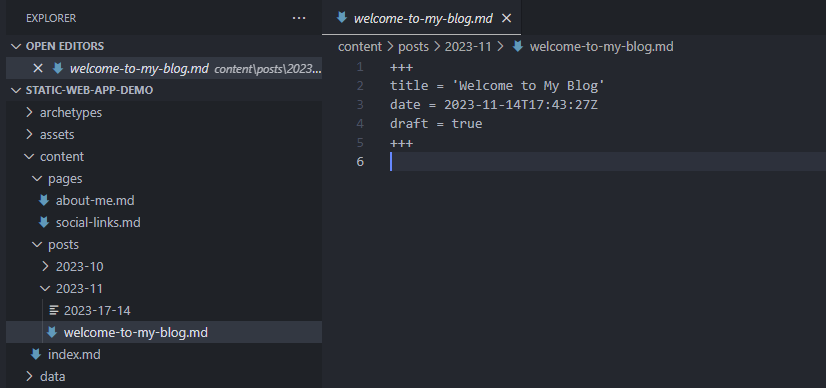 EXPLORER
OPEN EDITORS
welcome-to-my-blog.md content\posts\2023...
STATIC-WEB-APP-DEMO
archetypes
assets
content
pages
about-me.md
social-links.md
posts
2023-10
2023-11
2023-17-14
welcome-to-my-blog.md
index.md
data
welcome-to-my-blog.md
content > posts > 2023-11 > welcome-to-my-blog.md
1 +++
2 title = 'Welcome to My Blog'
3 date = 2023-11-14T17:43:27Z
4 draft = true
5 +++
6